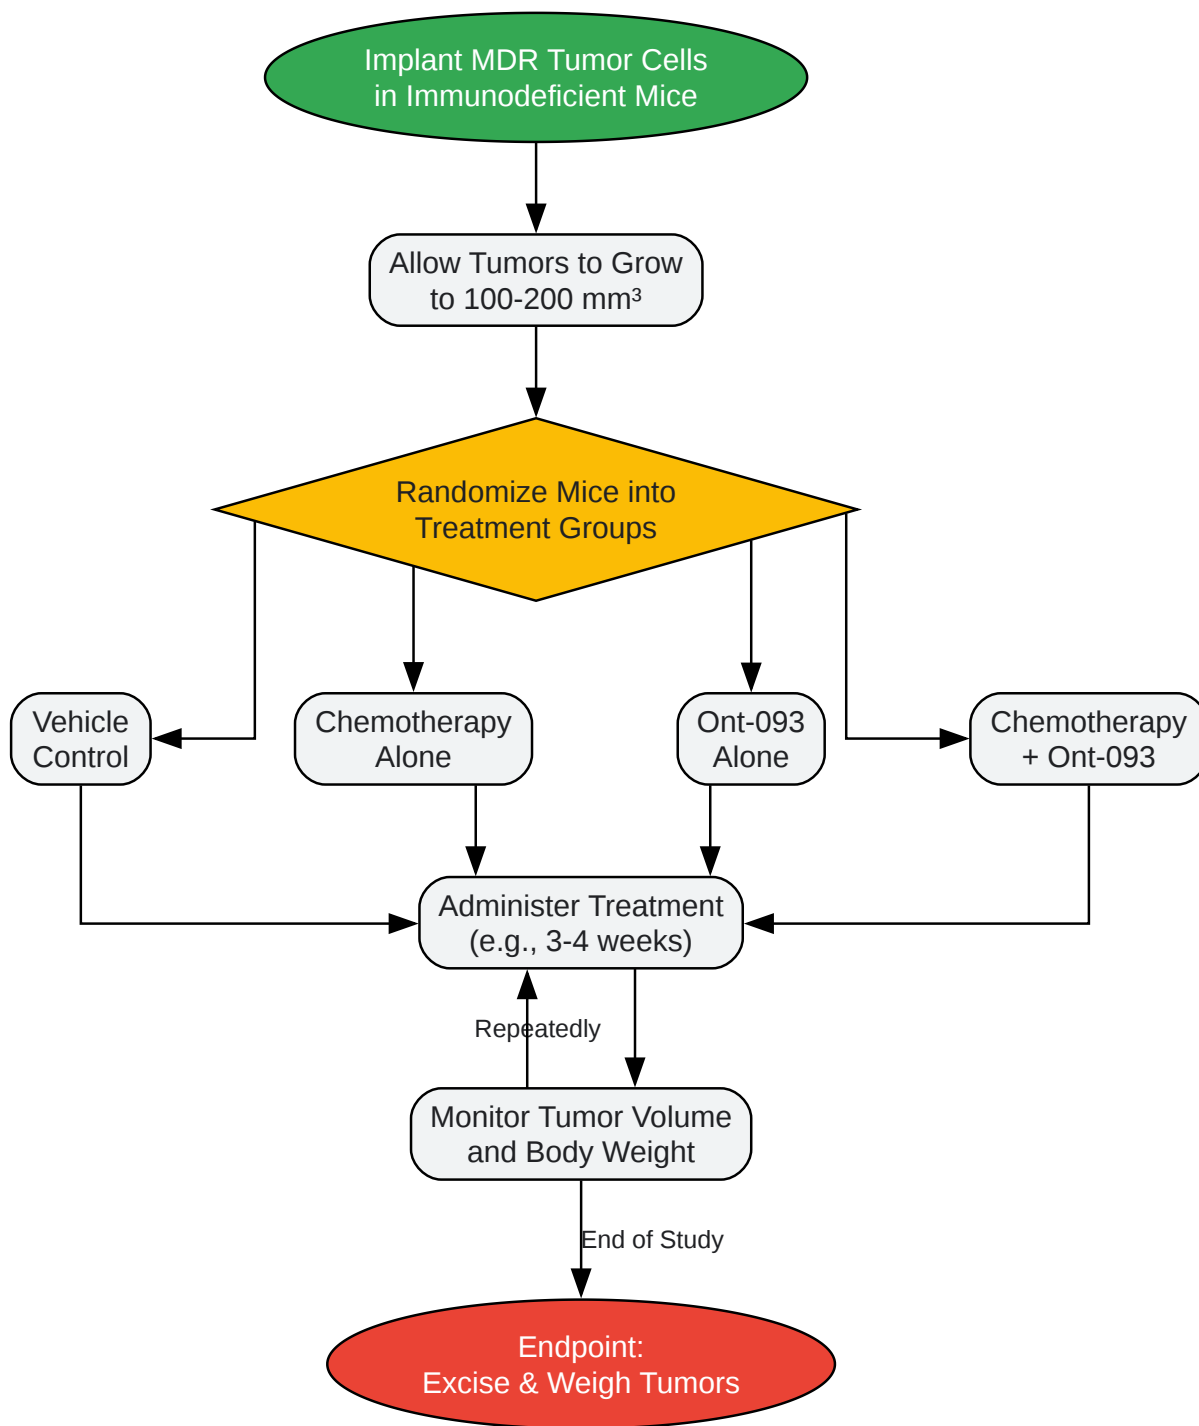 Implant MDR Tumor Cells
in Immunodeficient Mice
Allow Tumors to Grow
to 100-200 mm³
Randomize Mice into
Treatment Groups
Vehicle
Control
Chemotherapy
Alone
Ont-093
Alone
Chemotherapy
+ Ont-093
Administer Treatment
(e.g., 3-4 weeks)
Repeatedly
Monitor Tumor Volume
and Body Weight
End of Study
Endpoint:
Excise & Weigh Tumors